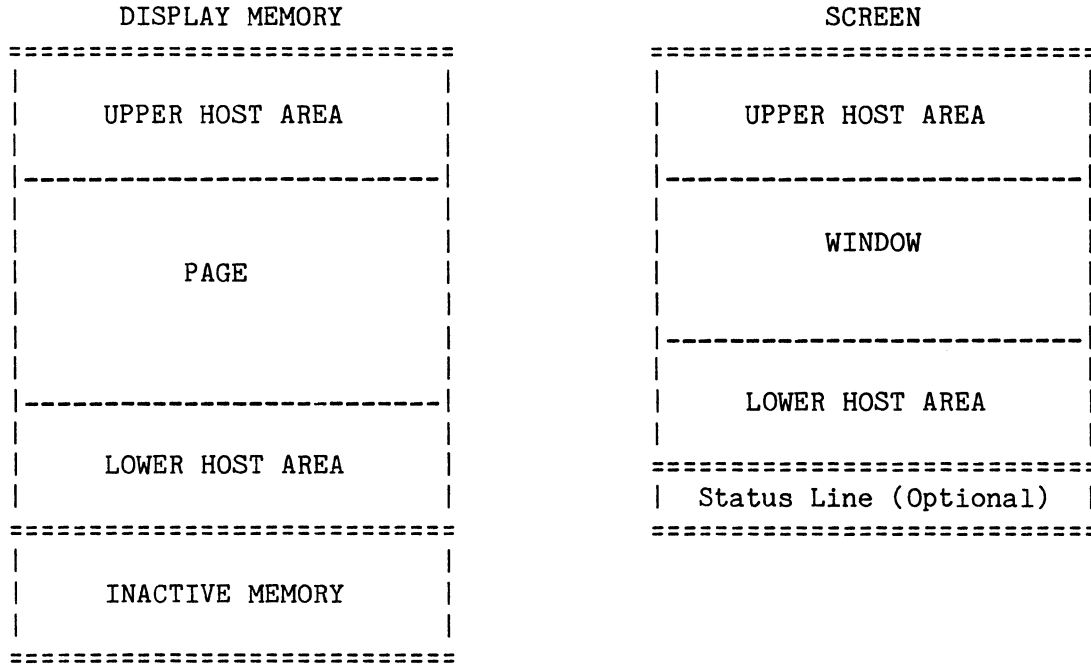 DISPLAY MEMORY
UPPER HOST AREA
PAGE
LOWER HOST AREA
INACTIVE MEMORY
SCREEN
UPPER HOST AREA
WINDOW
LOWER HOST AREA
Status Line (Optional)